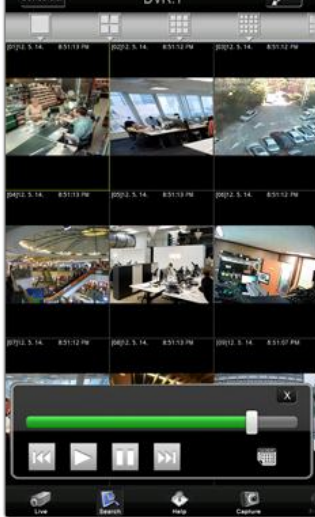 DVR.1
[01]12. 5. 14. 8:51:13 PM [02]12. 5. 14. 8:51:13 PM [03]12. 5. 14. 8:51:12 PM
[04]12. 5. 14. 8:51:13 PM [05]12. 5. 14. 8:51:13 PM [06]12. 5. 14. 8:51:12 PM
[07]12. 5. 14. 8:51:12 PM [08]12. 5. 14. 8:51:13 PM [09]12. 5. 14. 8:51:07 PM
X
Live Search Help Capture